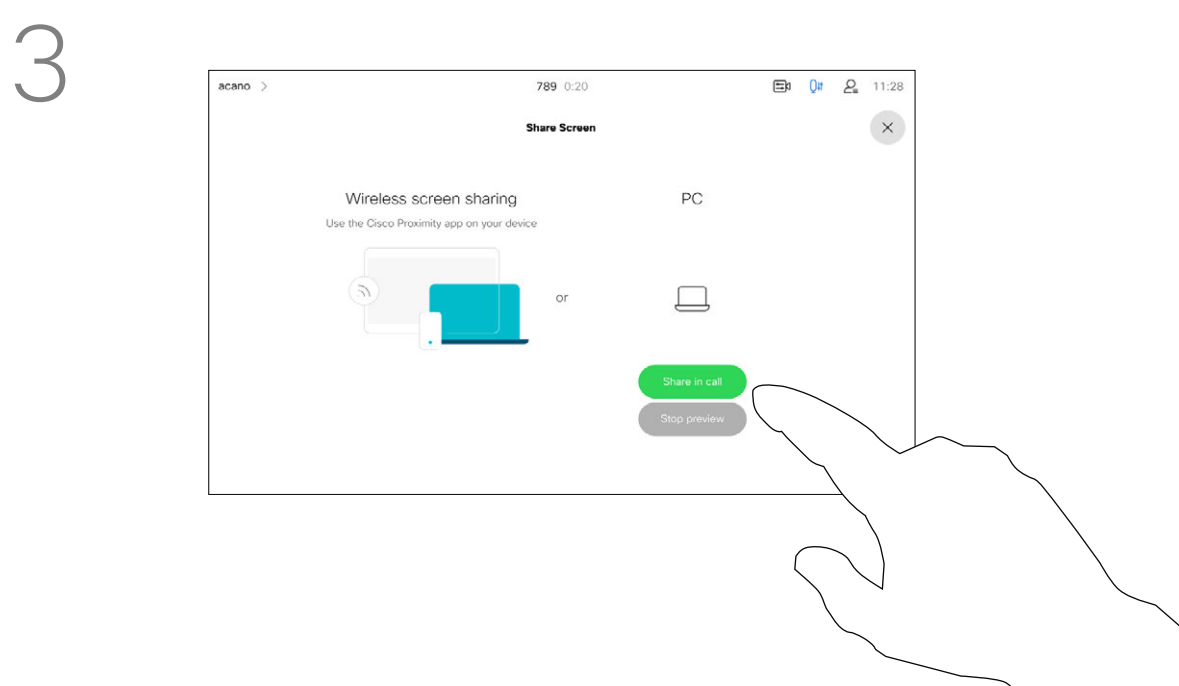 3
acano >
789 0:20
11:28
Share Screen
Wireless screen sharing
Use the Cisco Proximity app on your device
PC
or
Share in call
Stop preview